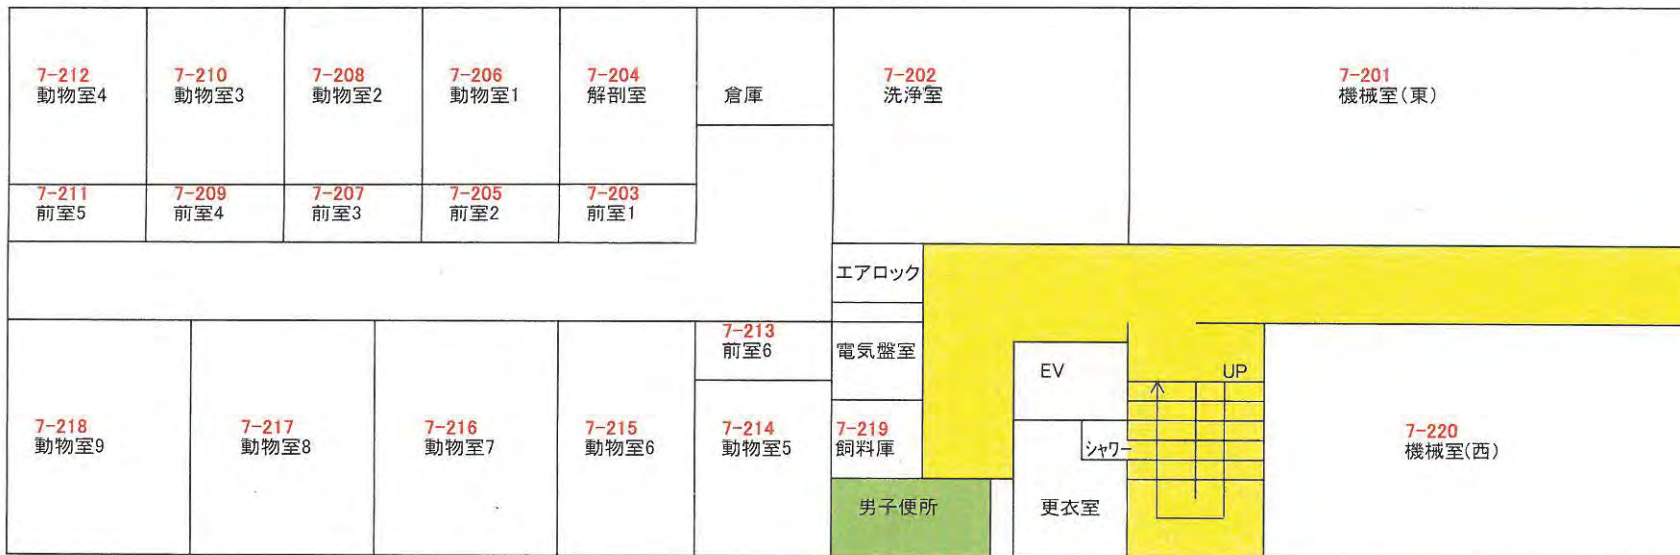 7-212
動物室4
7-210
動物室3
7-208
動物室2
7-206
動物室1
7-204
解剖室
倉庫
7-202
洗浄室
7-201
機械室(東)
7-211
前室5
7-209
前室4
7-207
前室3
7-205
前室2
7-203
前室1
エアロック
7-213
前室6
電気盤室
EV
UP
7-218
動物室9
7-217
動物室8
7-216
動物室7
7-215
動物室6
7-214
動物室5
7-219
飼料庫
シャワー
7-220
機械室(西)
男子便所
更衣室